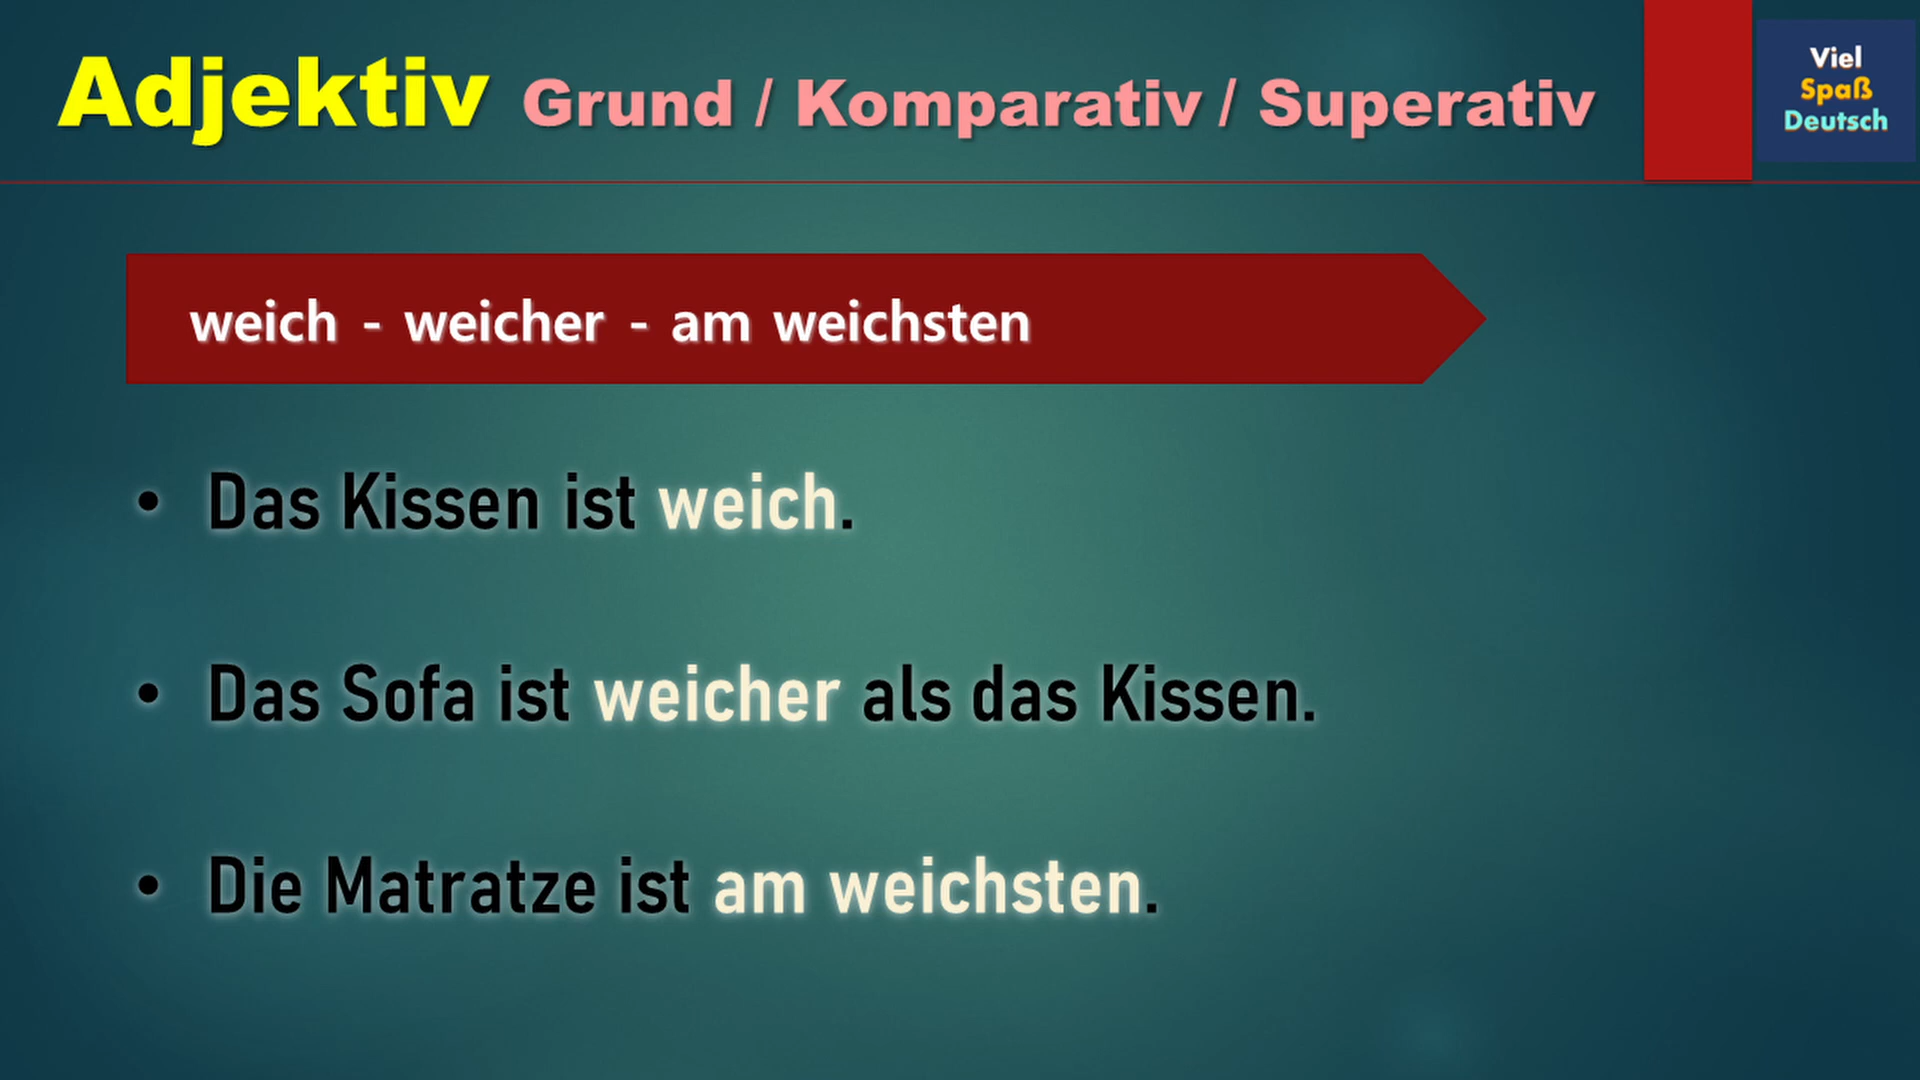 Adjektiv Grund / Komparativ / Superativ
Viel
Spaß
Deutsch
weich - weicher - am weichsten
• Das Kissen ist weich.
• Das Sofa ist weicher als das Kissen.
• Die Matratze ist am weichsten.